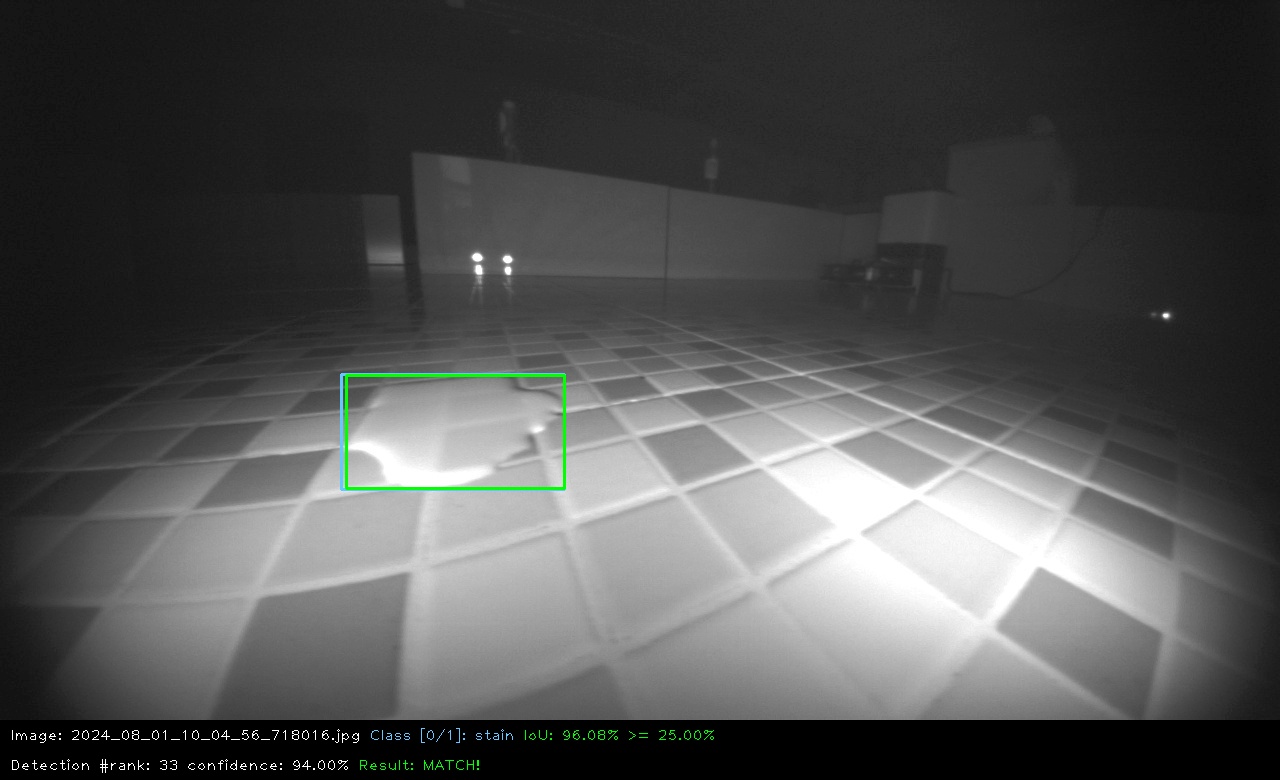 Image: 2024_08_01_10_04_56_718016.jpg Class [0/1]: stain IoU: 96.08% >= 25.00%
Detection #rank: 33 confidence: 94.00% Result: MATCH!